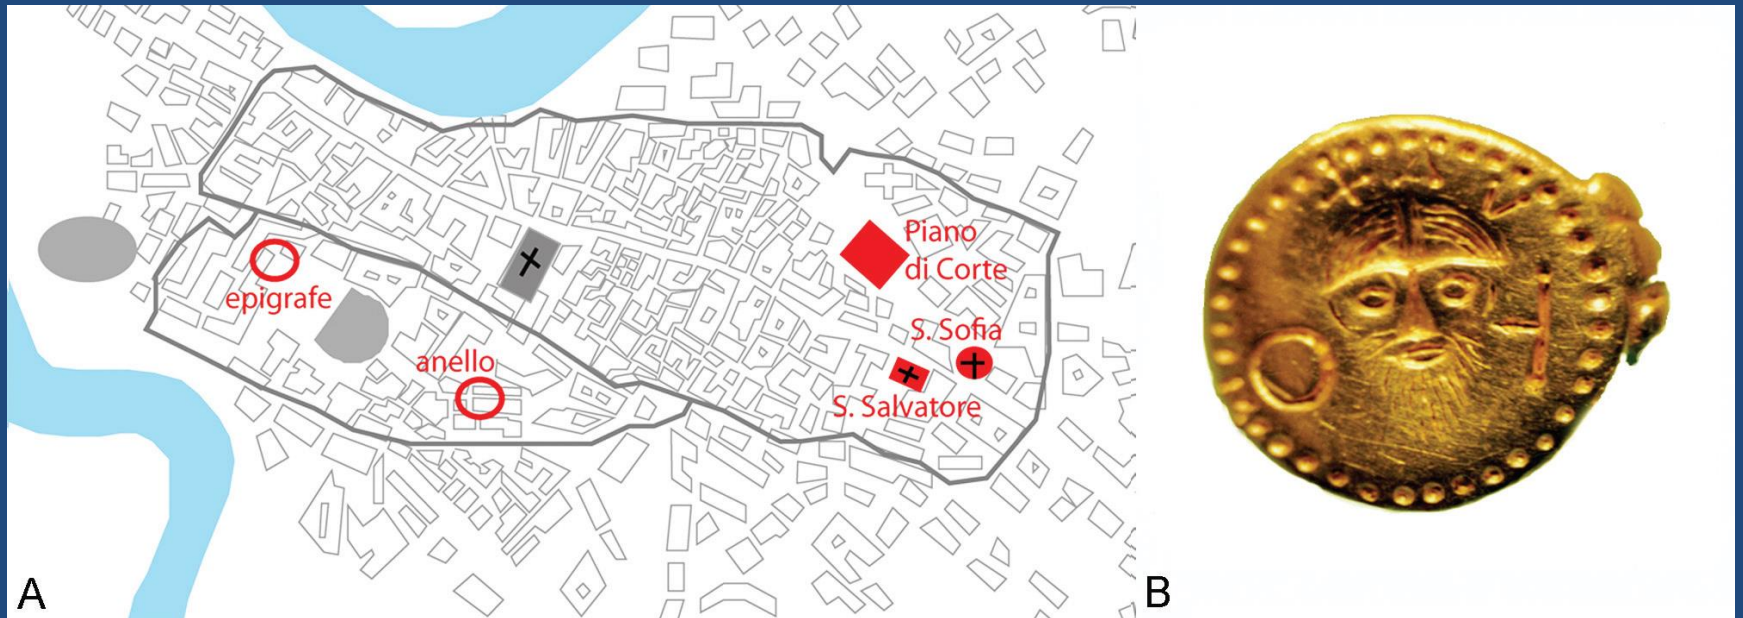 Piano
di Corte
epigrafe
S. Sofia
anello
S. Salvatore
A
B